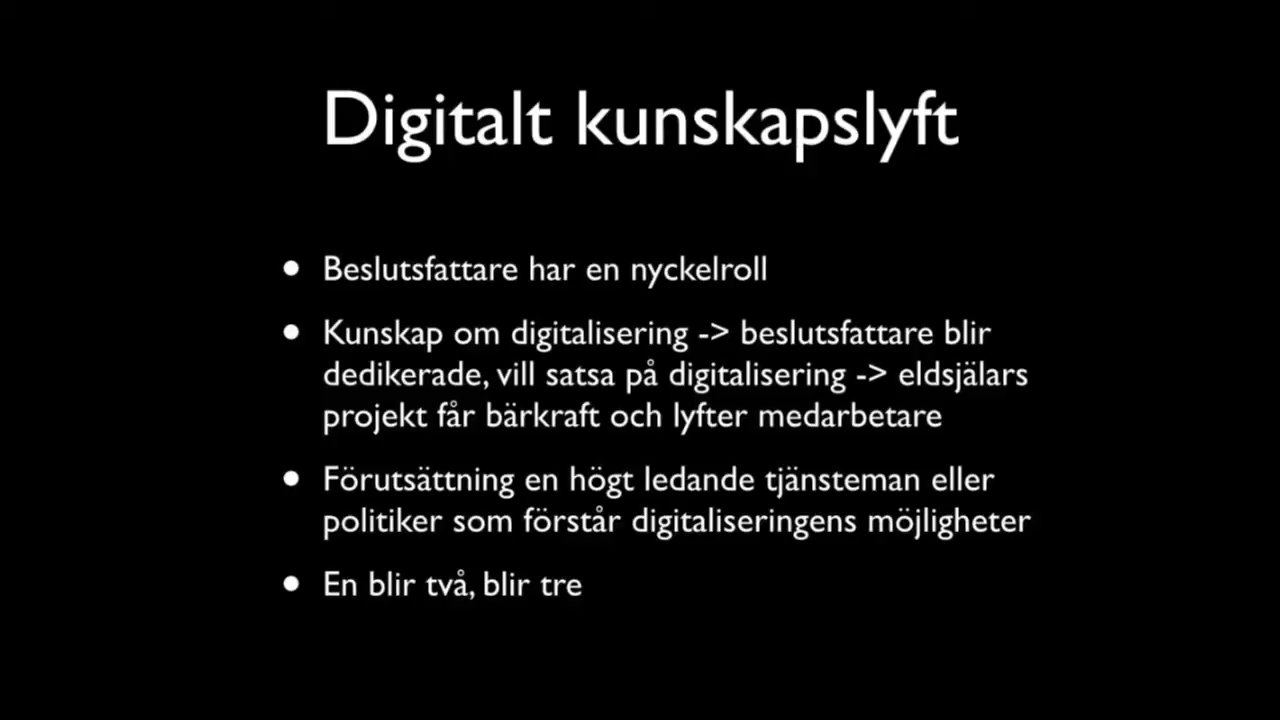 Digitalt kunskapslyft
• Beslutsfattare har en nyckelroll
• Kunskap om digitalisering -> beslutsfattare blir
dedikerade, vill satsa på digitalisering -> eldsjälars
projekt får bärkraft och lyfter medarbetare
• Förutsättning en högt ledande tjänsteman eller
politiker som förstår digitaliseringens möjligheter
• En blir två, blir tre